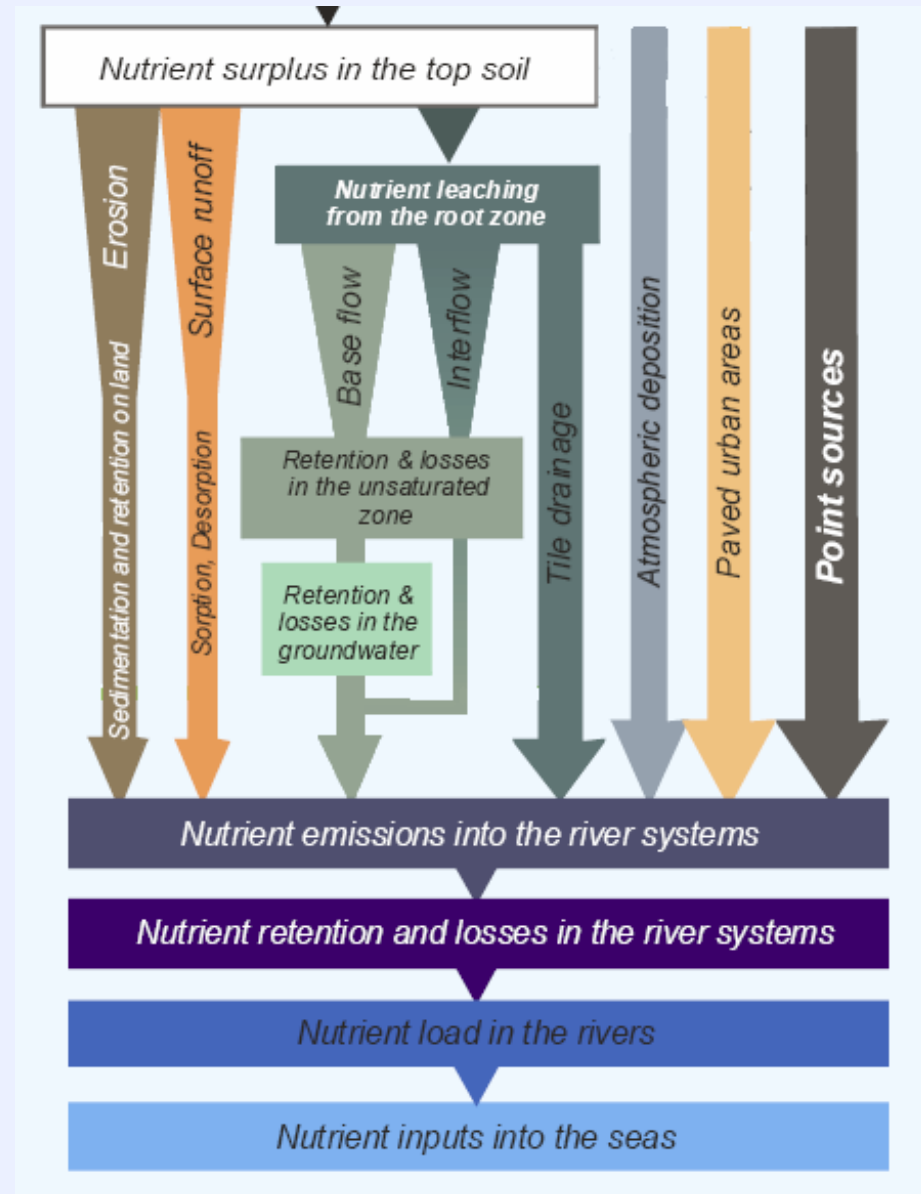 Nutrient surplus in the top soil
Erosion
Sedimentation and retention on land
Surface runoff
Sorption, Desorption
Nutrient leaching
from the root zone
Base flow
Interflow
Retention & losses
in the unsaturated
zone
Retention &
losses in the
groundwater
Tile drainage
Atmospheric deposition
Paved urban areas
Point sources
Nutrient emissions into the river systems
Nutrient retention and losses in the river systems
Nutrient load in the rivers
Nutrient inputs into the seas